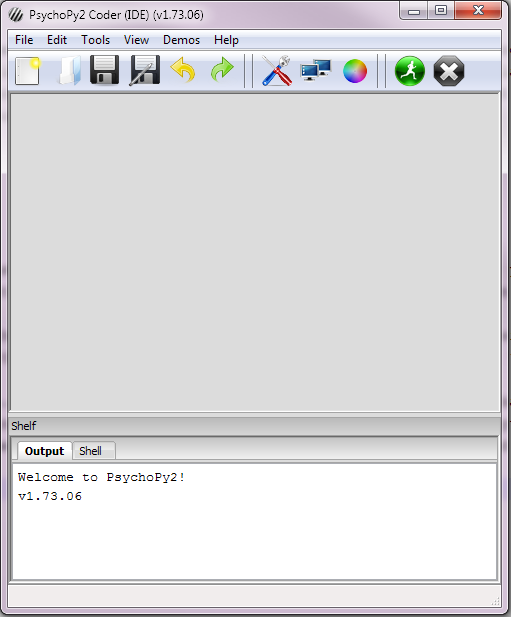 PsychoPy2 Coder (IDE) (v1.73.06)
File Edit Tools View Demos Help
Shelf
Output Shell
Welcome to PsychoPy2!
v1.73.06